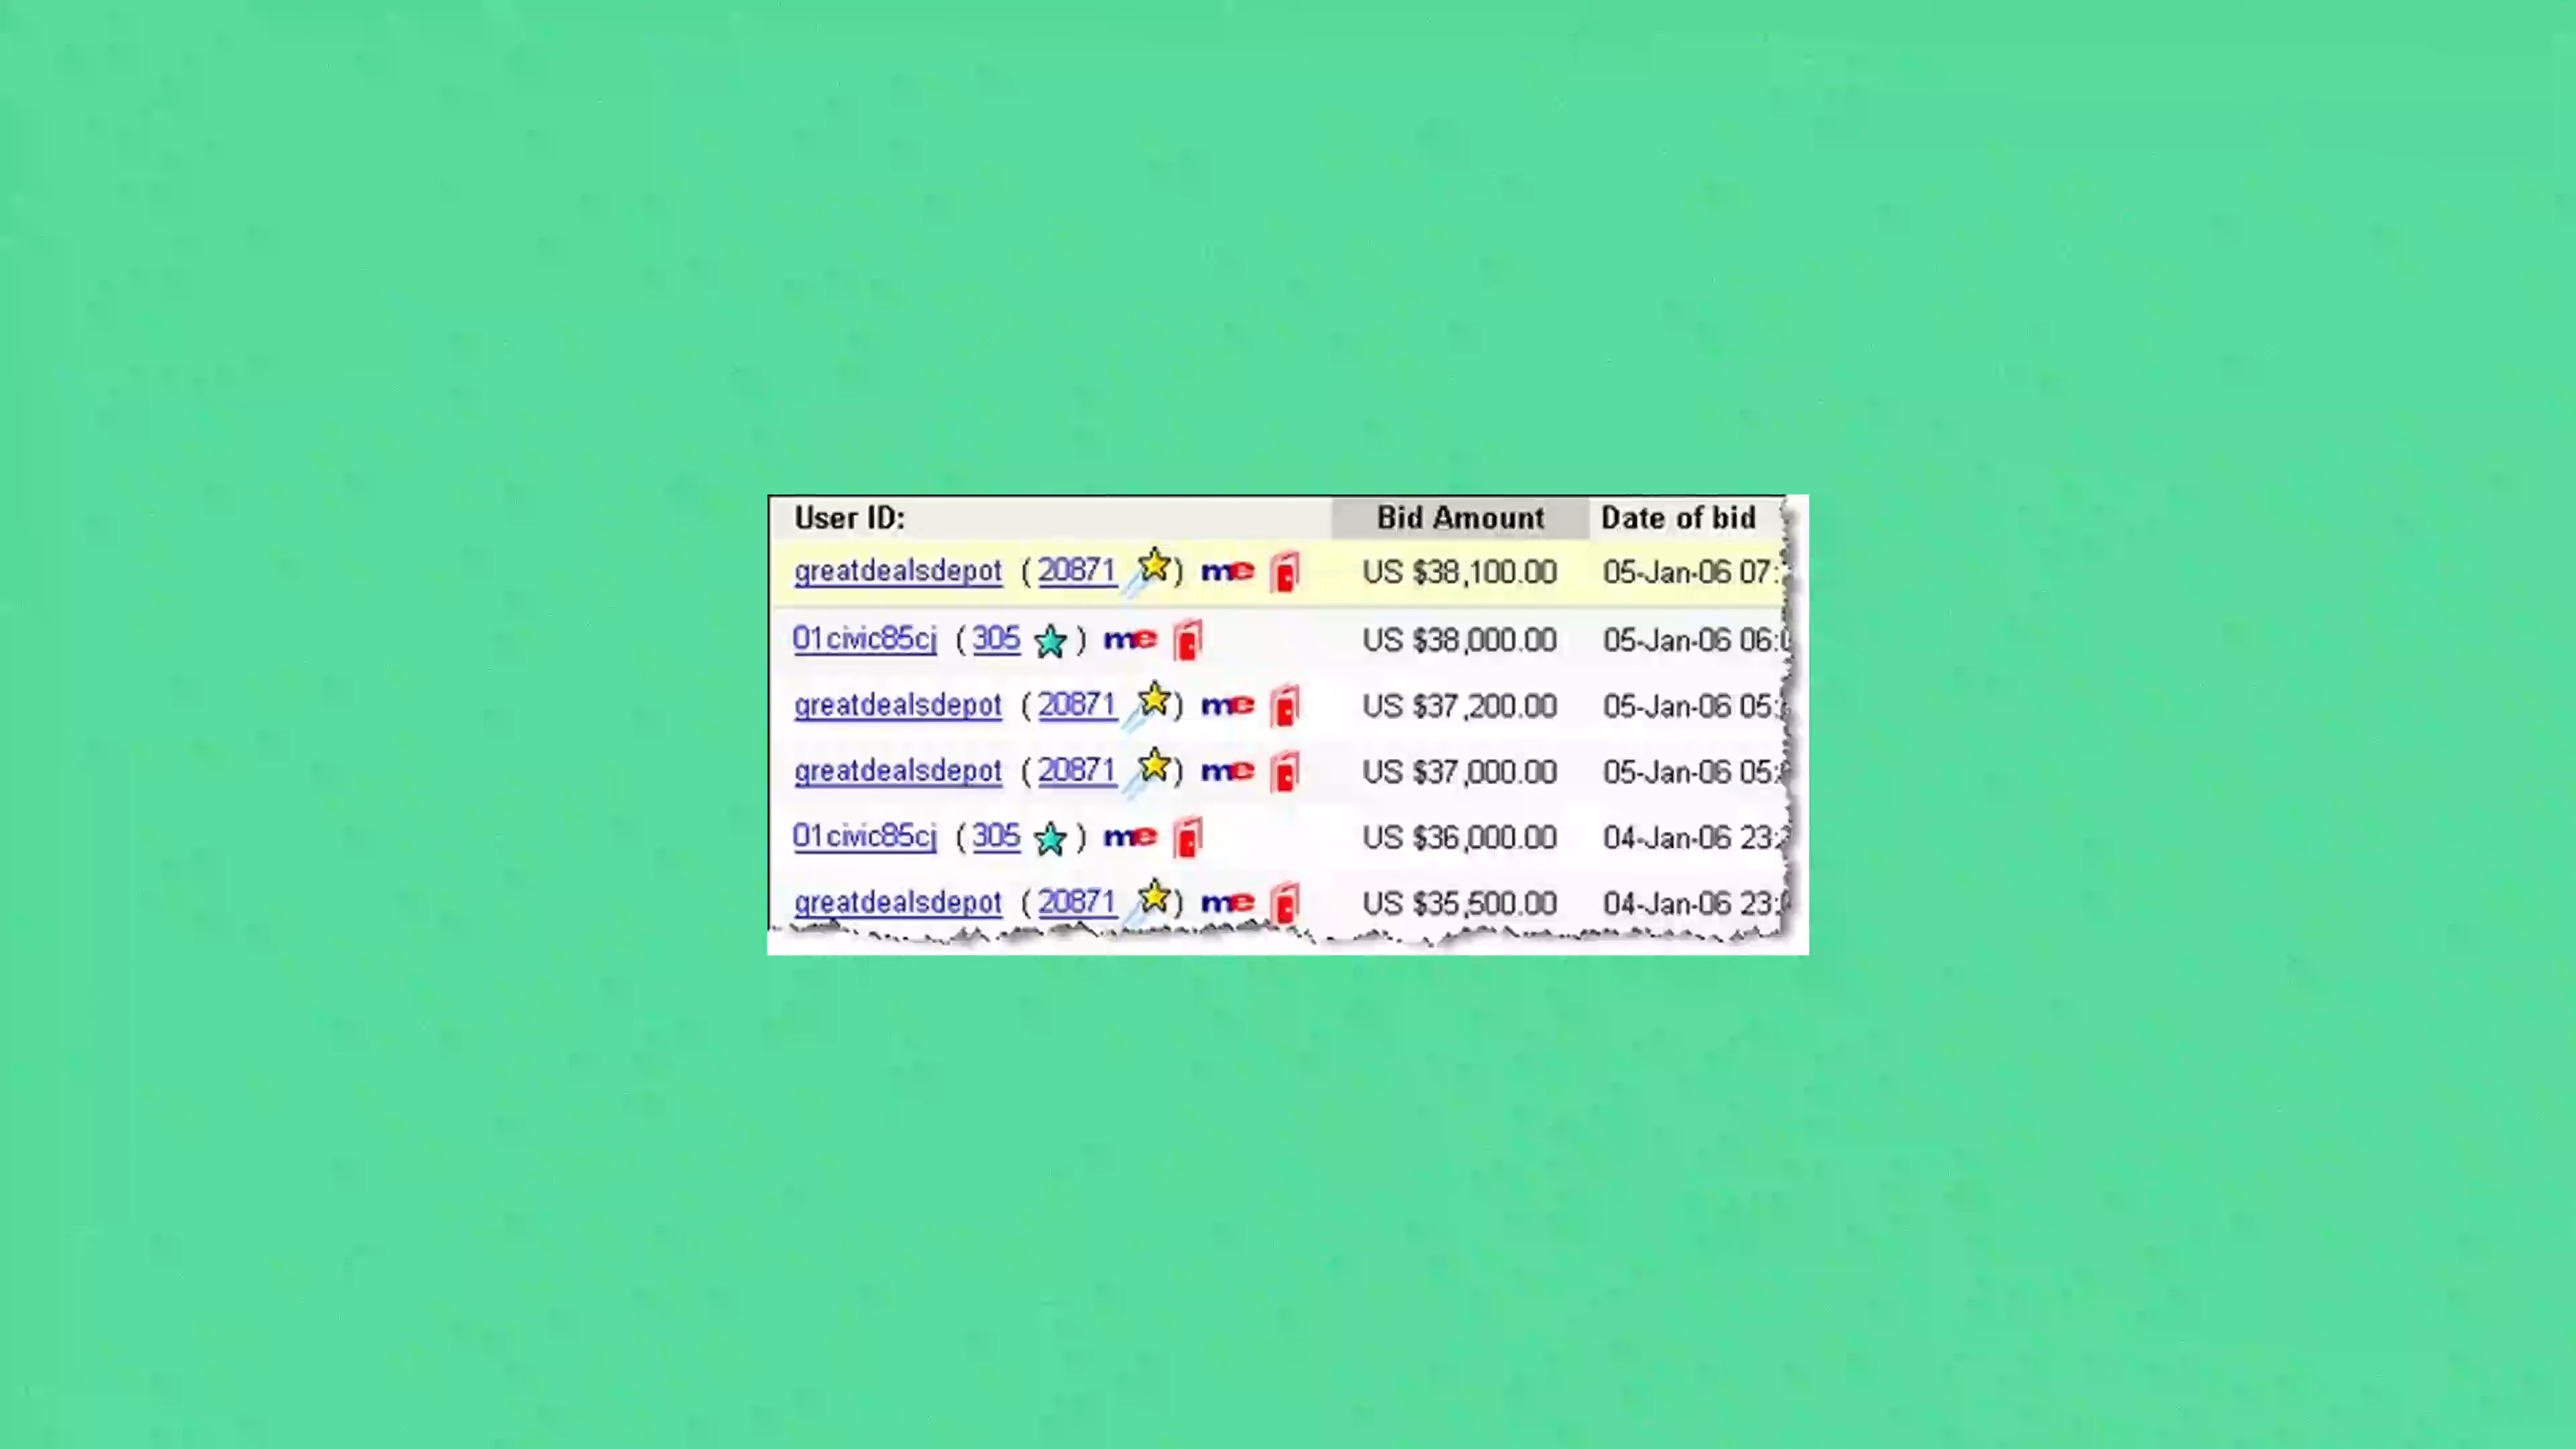 User ID: Bid Amount Date of bid
greatdealsdepot (20871) me US $38,100.00 05-Jan-06 07:
01civic85cj (305) me US $38,000.00 05-Jan-06 06:
greatdealsdepot (20871) me US $37,200.00 05-Jan-06 05:
greatdealsdepot (20871) me US $37,000.00 05-Jan-06 05:
01civic85cj (305) me US $36,000.00 04-Jan-06 23:
greatdealsdepot (20871) me US $35,500.00 04-Jan-06 23: